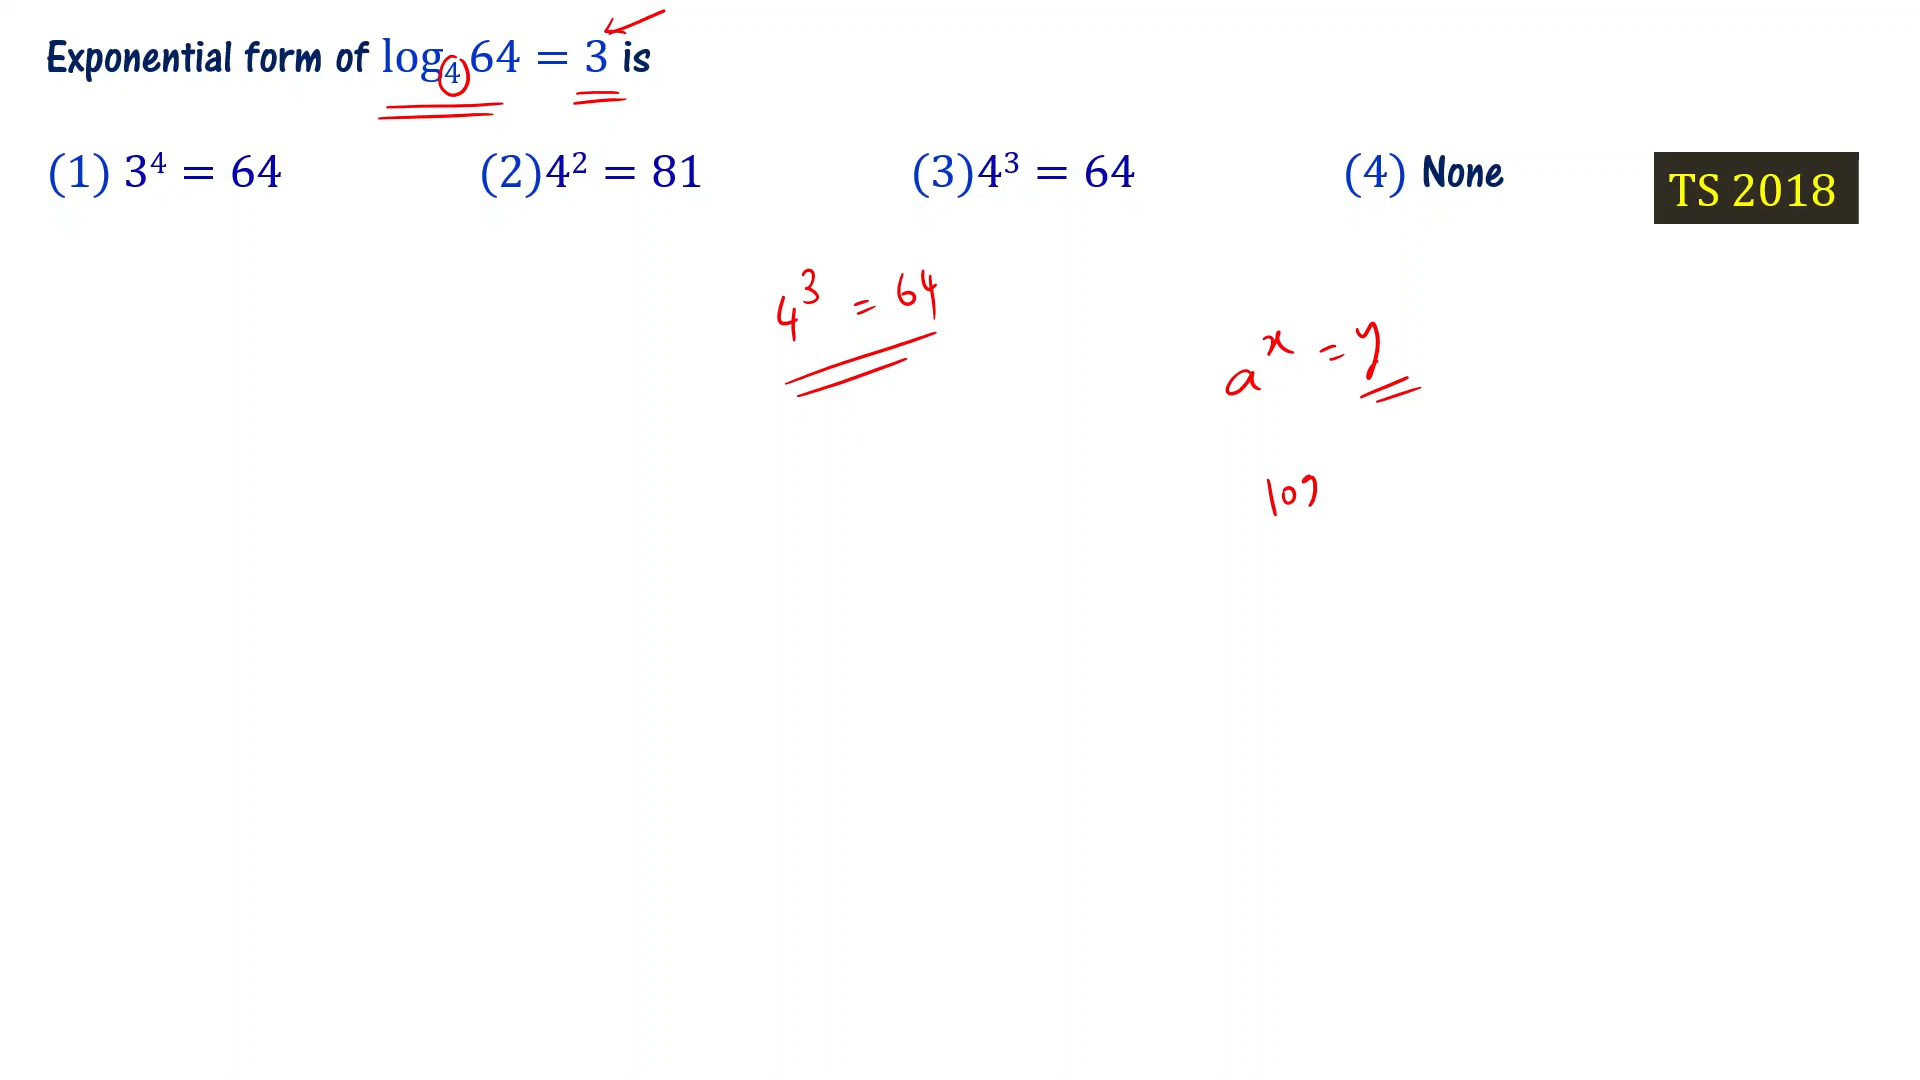 Exponential form of log₄ 64 = 3 is
(1) 3⁴ = 64 (2)4² = 81 (3)4³ = 64 (4) None
TS 2018
4³ = 64
aˣ = y
log